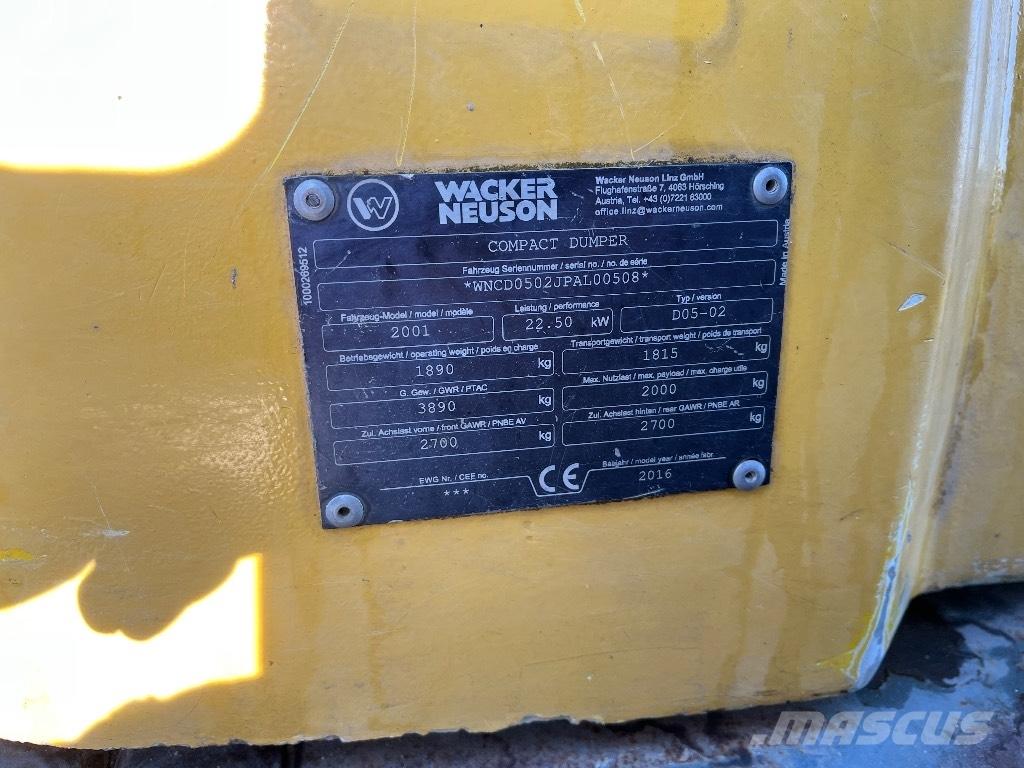 W
WACKER
NEUSON
Wacker Neuson Linz GmbH
Flughafenstraße 7, 4063 Hörsching
Austria, Tel. +43 (0)7221 63000
office.linz@wackerneuson.com
COMPACT DUMPER
Fahrzeug Seriennummer / serial no. / no. de série
*WNCD0502JPAL00508*
Fahrzeug-Model / model / modèle
2001
Leistung / performance
22.50 kW
Typ / version
D05-02
Betriebsgewicht / operating weight / poids en charge
1890 kg
Transportgewicht / transport weight / poids de transport
1815 kg
G. Gew. / GWR / PTAC
3890 kg
Max. Nutzlast / max. payload / max. charge utile
2000 kg
Zul. Achslast vorne / front GAWR / PNBE AV
2700 kg
Zul. Achslast hinten / rear GAWR / PNBE AR
2700 kg
EWG Nr. / CEE no.
***
CE
Baujahr / model year / année fabr.
2016
1000269512
Made in Austria
MASCUS